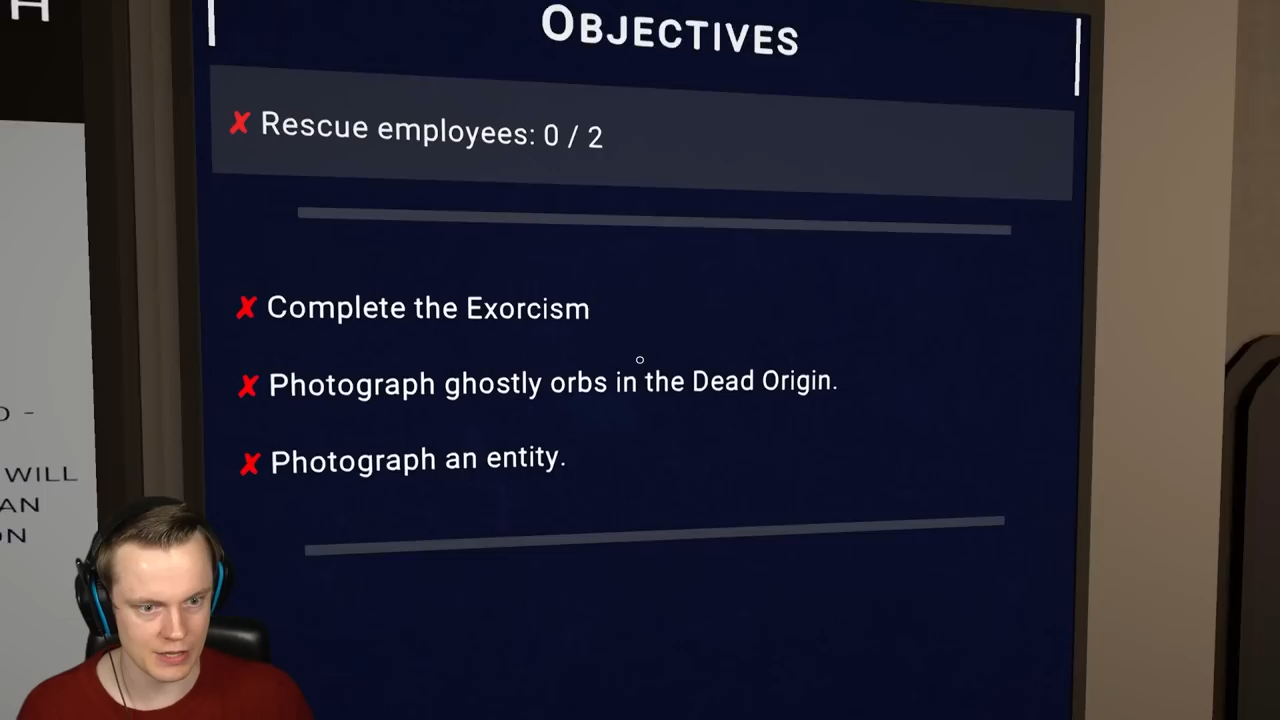 H
OBJECTIVES
✘ Rescue employees: 0 / 2
✘ Complete the Exorcism
✘ Photograph ghostly orbs in the Dead Origin.
✘ Photograph an entity.
-
WILL
AN